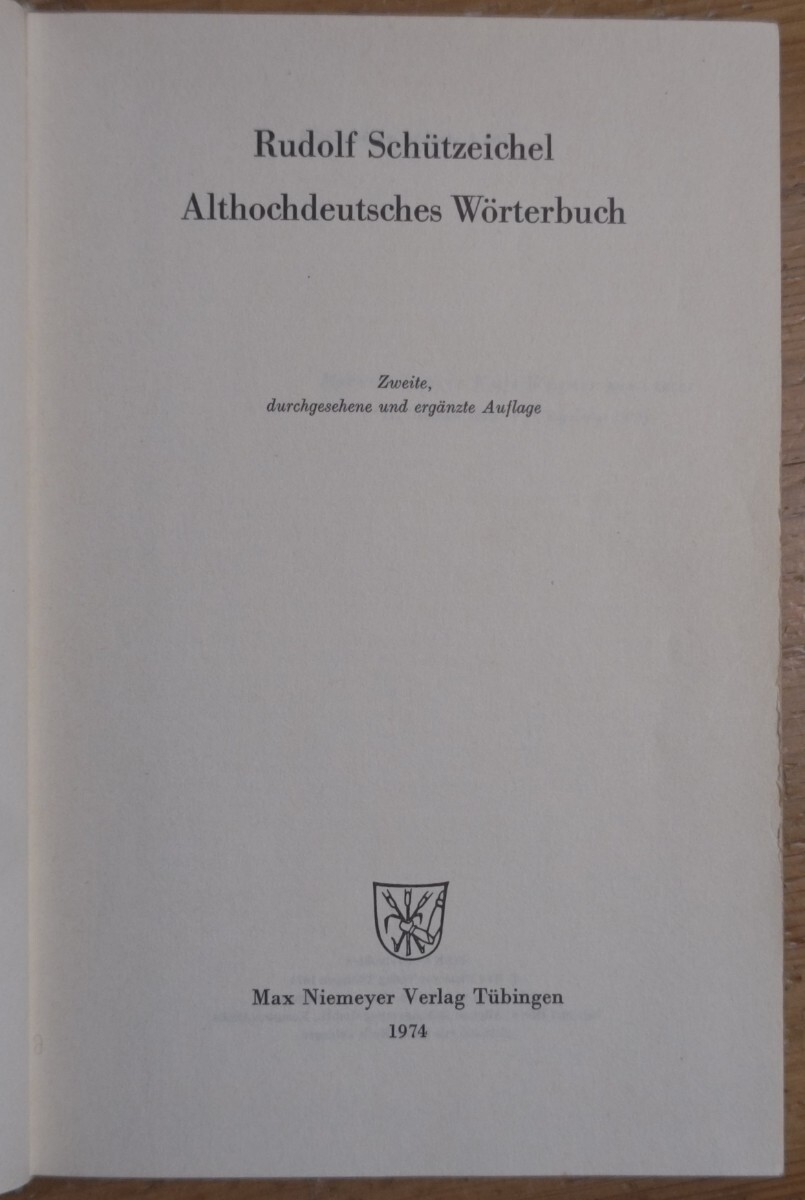 Rudolf Schützeichel
Althochdeutsches Wörterbuch
Zweite,
durchgesehene und ergänzte Auflage
Max Niemeyer Verlag Tübingen
1974